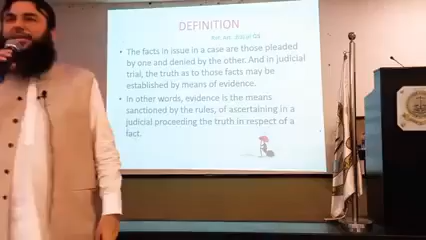 DEFINITION
• The facts in issue in a case are those pleaded
by one and denied by the other. And in judicial
trial, the truth as to those facts may be
established by means of evidence.
• In other words, evidence is the means
sanctioned by the rules, of ascertaining in a
judicial proceeding the truth in respect of a
fact.